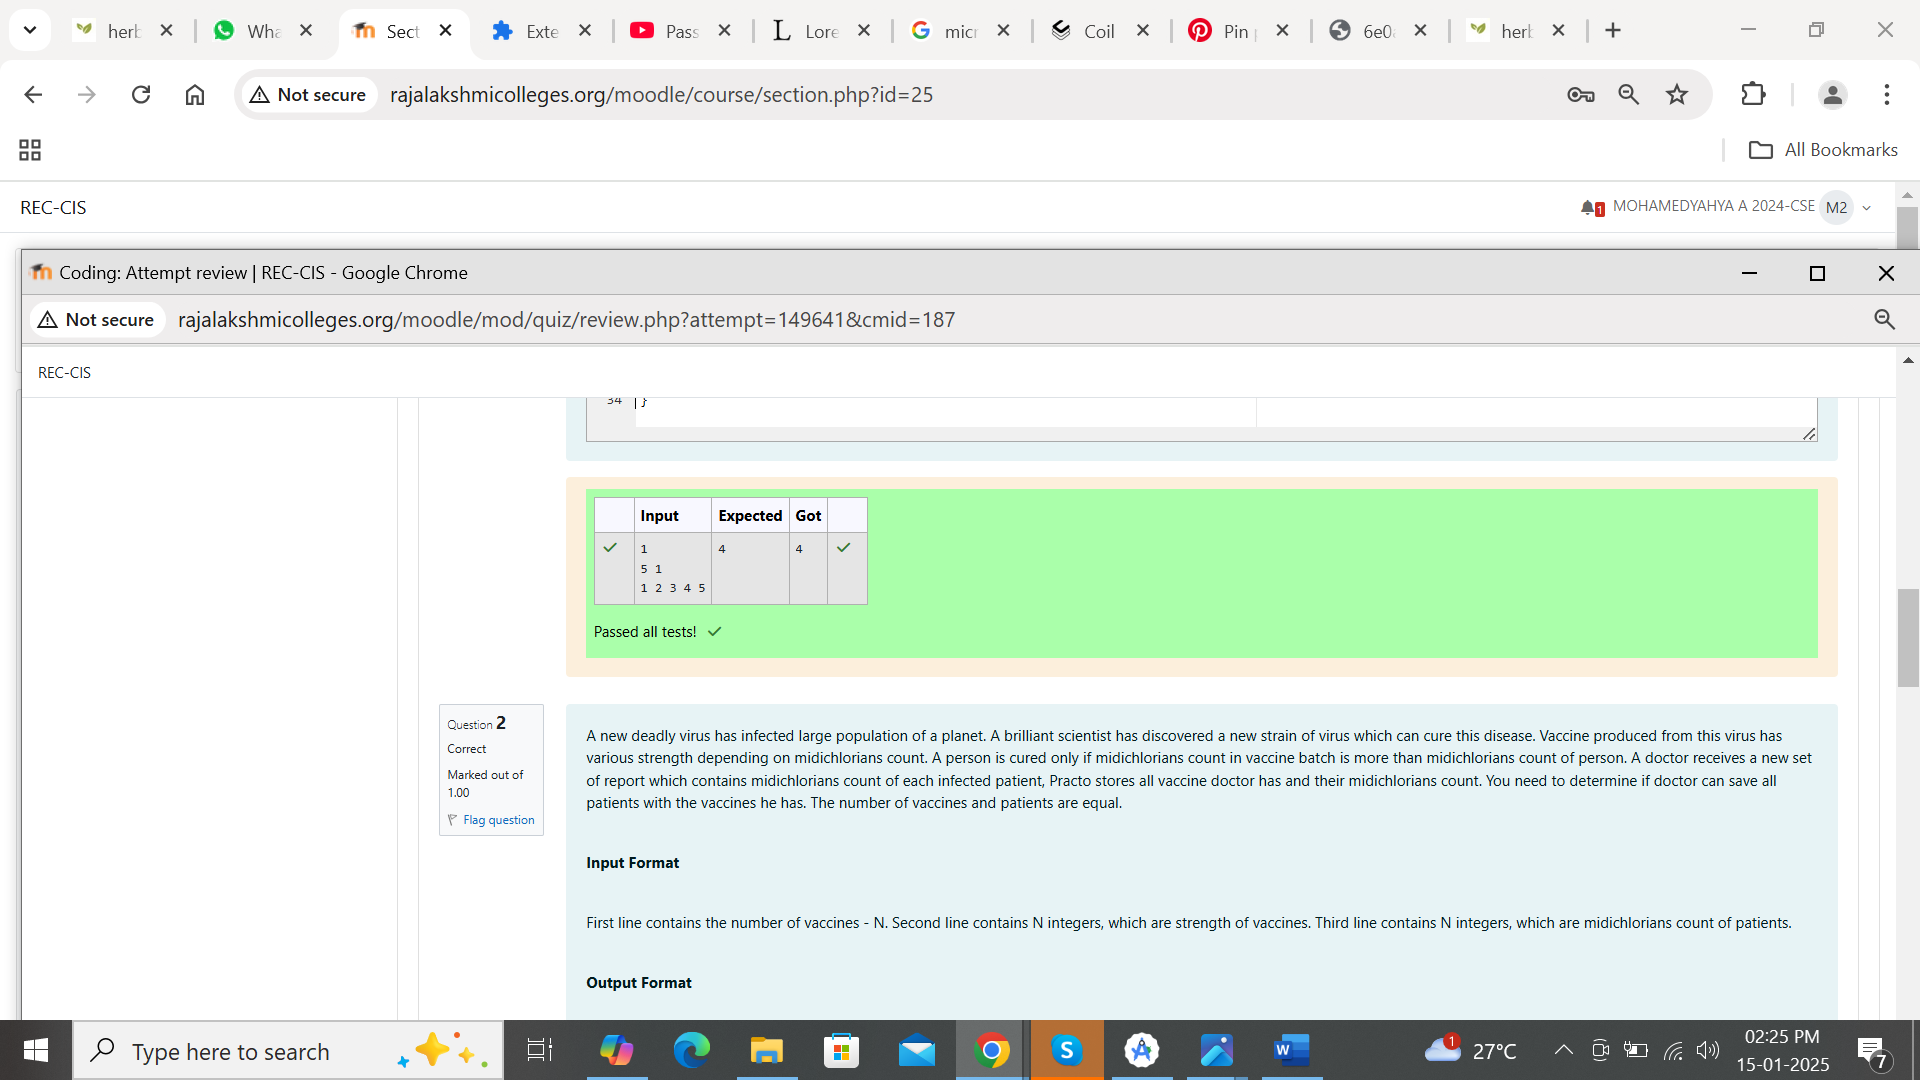 herb
Wha
Sect
Exte
Pass
Lore
micr
Coil
Pin
6e0
herb
Not secure
rajalakshmicolleges.org/moodle/course/section.php?id=25
All Bookmarks
REC-CIS
1
MOHAMEDYAHYA A 2024-CSE
M2
Coding: Attempt review | REC-CIS - Google Chrome
Not secure
rajalakshmicolleges.org/moodle/mod/quiz/review.php?attempt=149641&cmid=187
REC-CIS
34 }
Input Expected Got
1 4 4
5 1
1 2 3 4 5
Passed all tests!
Question 2
Correct
Marked out of
1.00
Flag question
A new deadly virus has infected large population of a planet. A brilliant scientist has discovered a new strain of virus which can cure this disease. Vaccine produced from this virus has
various strength depending on midichlorians count. A person is cured only if midichlorians count in vaccine batch is more than midichlorians count of person. A doctor receives a new set
of report which contains midichlorians count of each infected patient, Practo stores all vaccine doctor has and their midichlorians count. You need to determine if doctor can save all
patients with the vaccines he has. The number of vaccines and patients are equal.
Input Format
First line contains the number of vaccines - N. Second line contains N integers, which are strength of vaccines. Third line contains N integers, which are midichlorians count of patients.
Output Format
Type here to search
1
27°C
02:25 PM
15-01-2025
7